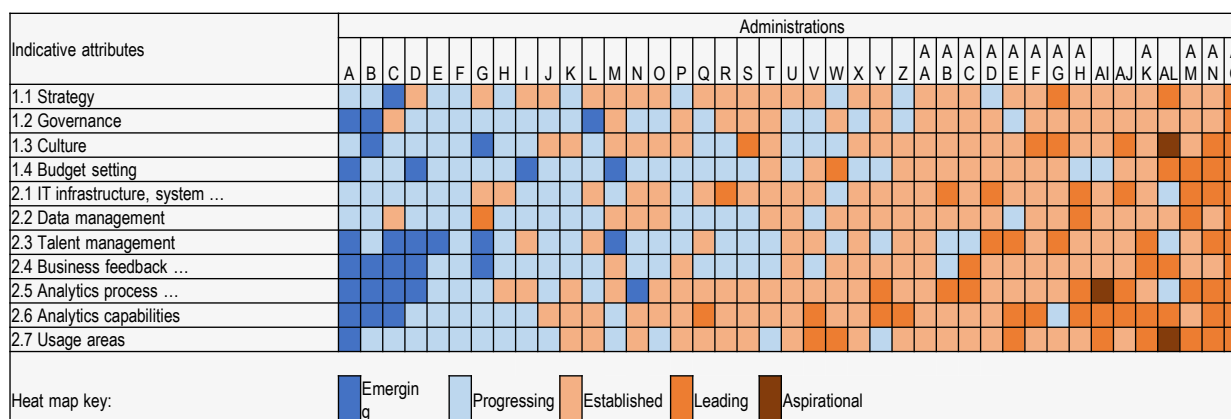 Administrations
Indicative attributes
A B C D E F G H I J K L M N O P Q R S T U V W X Y Z AA AB AC AD AE AF AG AH AI AJ AK AL AM AN
1.1 Strategy
1.2 Governance
1.3 Culture
1.4 Budget setting
2.1 IT infrastructure, system ...
2.2 Data management
2.3 Talent management
2.4 Business feedback ...
2.5 Analytics process ...
2.6 Analytics capabilities
2.7 Usage areas
Heat map key:
Emergin
g
Progressing
Established
Leading
Aspirational